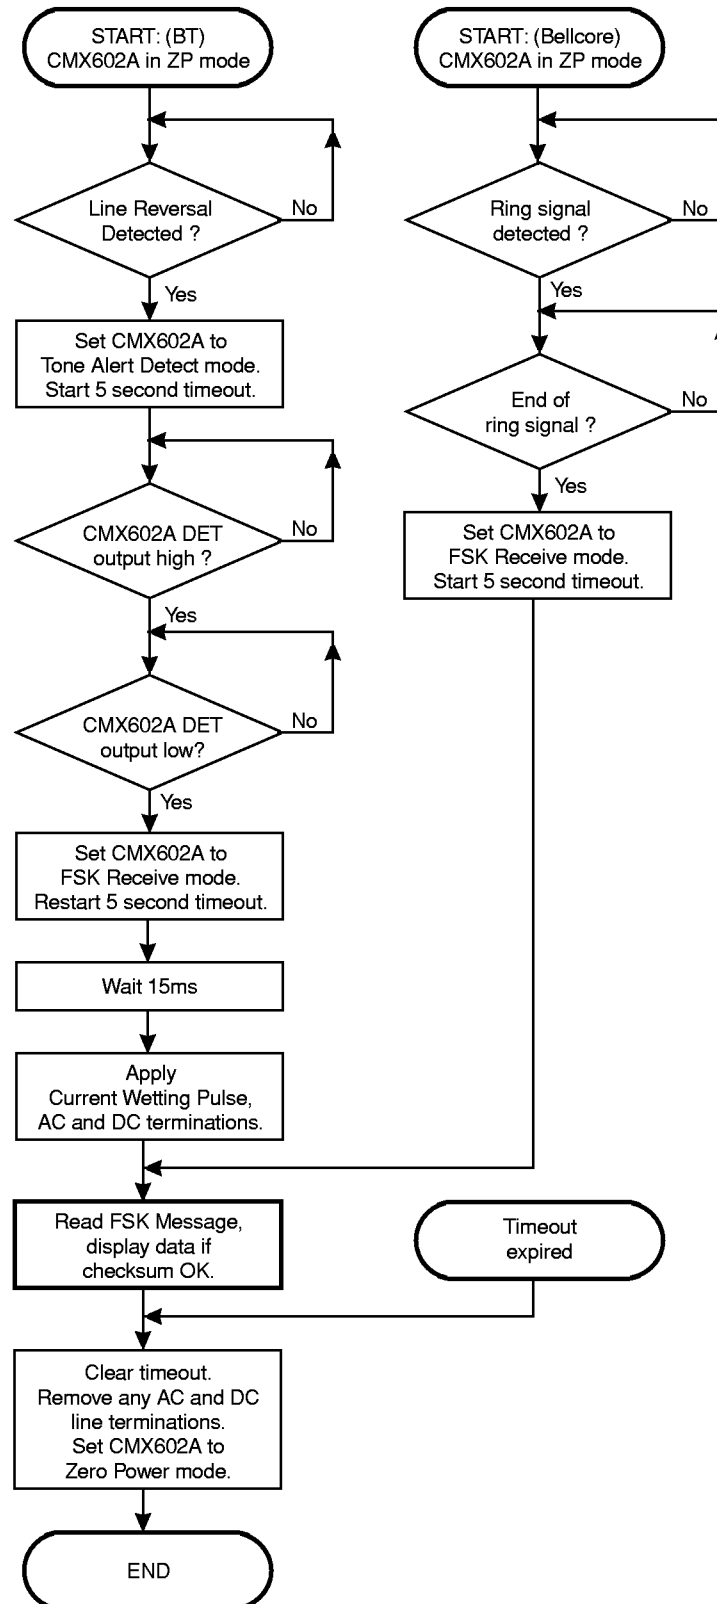 START: (BT)
CMX602A in ZP mode
Line Reversal
Detected ?
No
Yes
Set CMX602A to
Tone Alert Detect mode.
Start 5 second timeout.
CMX602A DET
output high ?
No
Yes
CMX602A DET
output low?
No
Yes
Set CMX602A to
FSK Receive mode.
Restart 5 second timeout.
Wait 15ms
Apply
Current Wetting Pulse,
AC and DC terminations.
Read FSK Message,
display data if
checksum OK.
Clear timeout.
Remove any AC and DC
line terminations.
Set CMX602A to
Zero Power mode.
END
START: (Bellcore)
CMX602A in ZP mode
Ring signal
detected ?
No
Yes
End of
ring signal ?
No
Yes
Set CMX602A to
FSK Receive mode.
Start 5 second timeout.
Timeout
expired